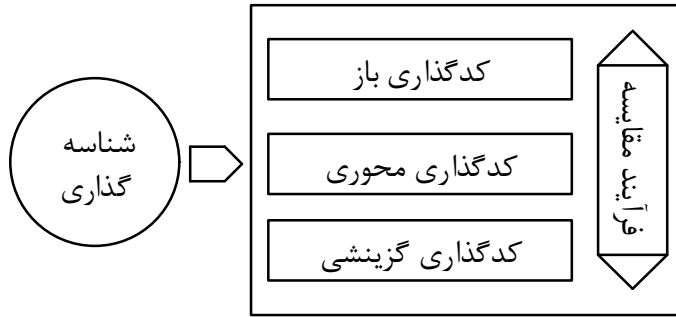 شناسه
گذاری
کدگذاری باز
کدگذاری محوری
کدگذاری گزینشی
فرآیند مقایسه